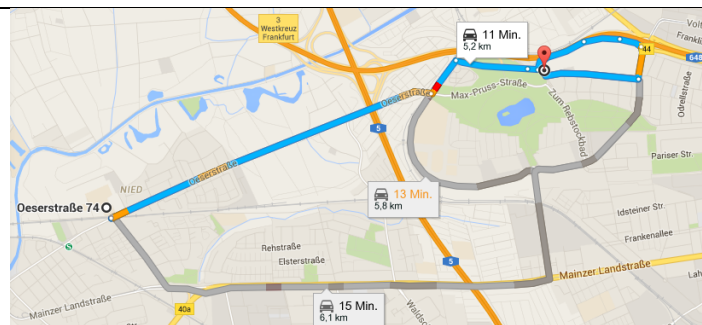 3
Westkreuz
Frankfurt
Volt
Frankl
44
648
11 Min.
5,2 km
Oeserstraße
Max-Pruss-Straße
Zum Rebstockbad
Odrellstraße
5
Oeserstraße
Pariser Str.
NIED
13 Min.
5,8 km
Oeserstraße 74
Idsteiner Str.
Frankenallee
Rehstraße
Elsterstraße
5
Mainzer Landstraße
Lah
Mainzer Landstraße
40a
15 Min.
6,1 km
Waldsch